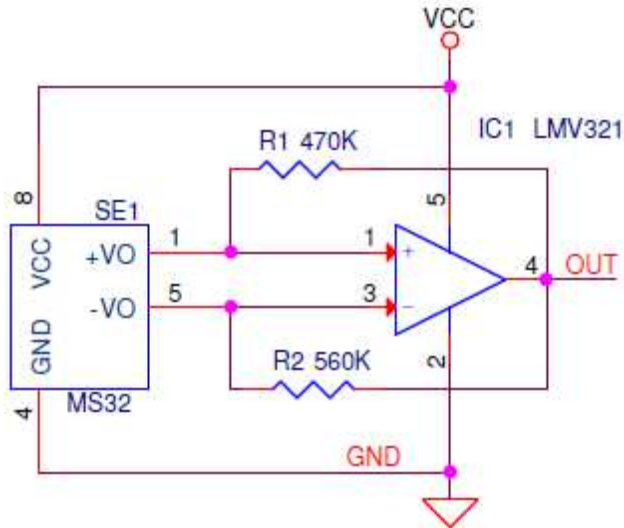 VCC
IC1 LMV321
R1 470K
8
5
SE1
VCC
+VO
1
1
+
4
OUT
-VO
5
3
-
GND
R2 560K
2
MS32
4
GND